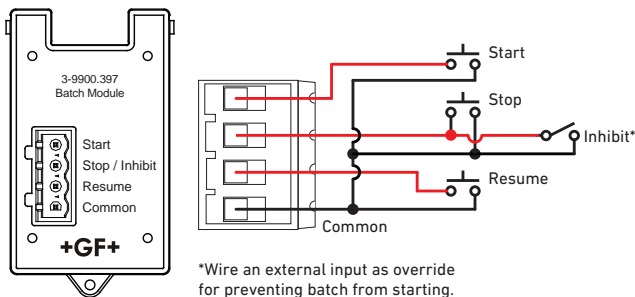 3-9900.397
Batch Module
Start
Stop / Inhibit
Resume
Common
+GF+
Start
Stop
Inhibit*
Resume
Common
*Wire an external input as override
for preventing batch from starting.